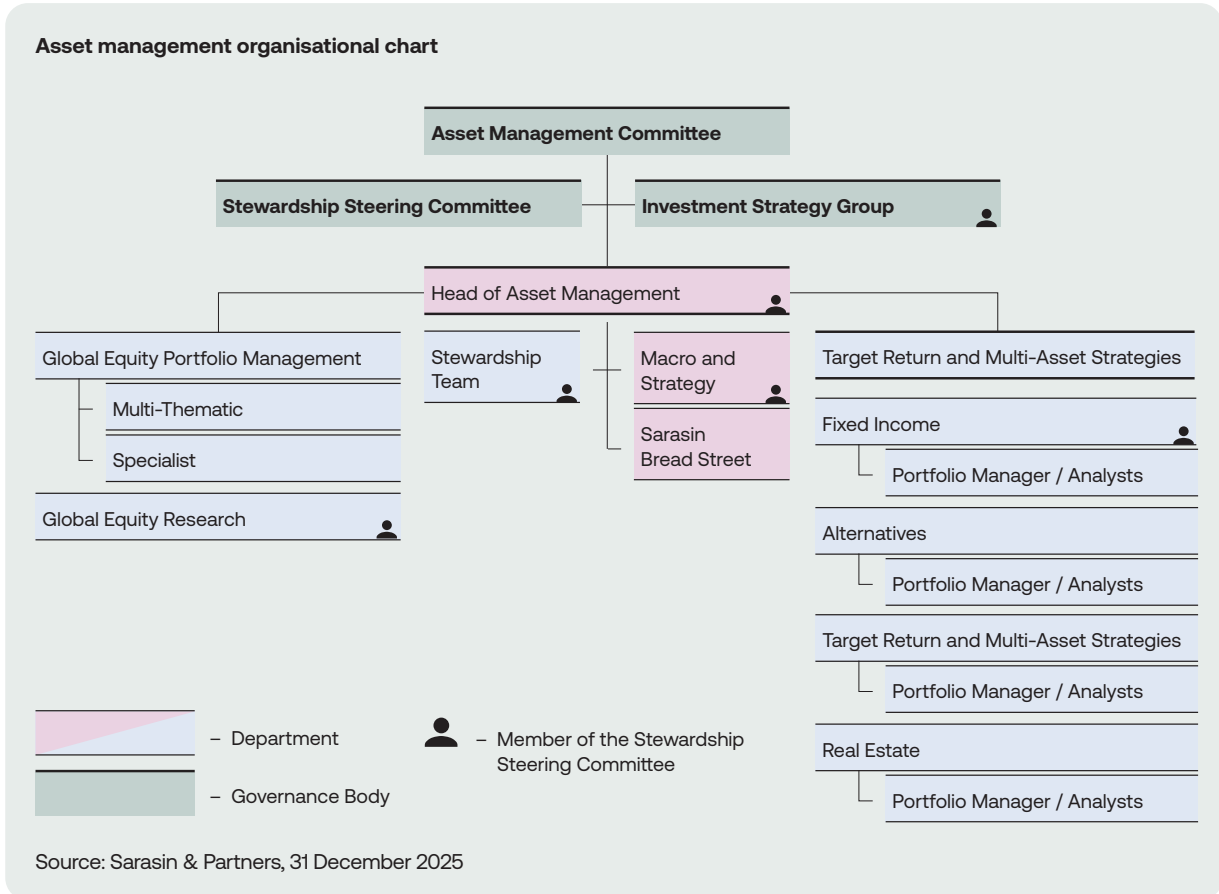 Asset management organisational chart
Asset Management Committee
Stewardship Steering Committee
Investment Strategy Group
Head of Asset Management
Global Equity Portfolio Management
Multi-Thematic
Specialist
Global Equity Research
Stewardship
Team
Macro and
Strategy
Sarasin
Bread Street
Target Return and Multi-Asset Strategies
Fixed Income
Portfolio Manager / Analysts
Alternatives
Portfolio Manager / Analysts
Target Return and Multi-Asset Strategies
Portfolio Manager / Analysts
Real Estate
Portfolio Manager / Analysts
– Department
– Governance Body
– Member of the Stewardship
Steering Committee
Source: Sarasin & Partners, 31 December 2025